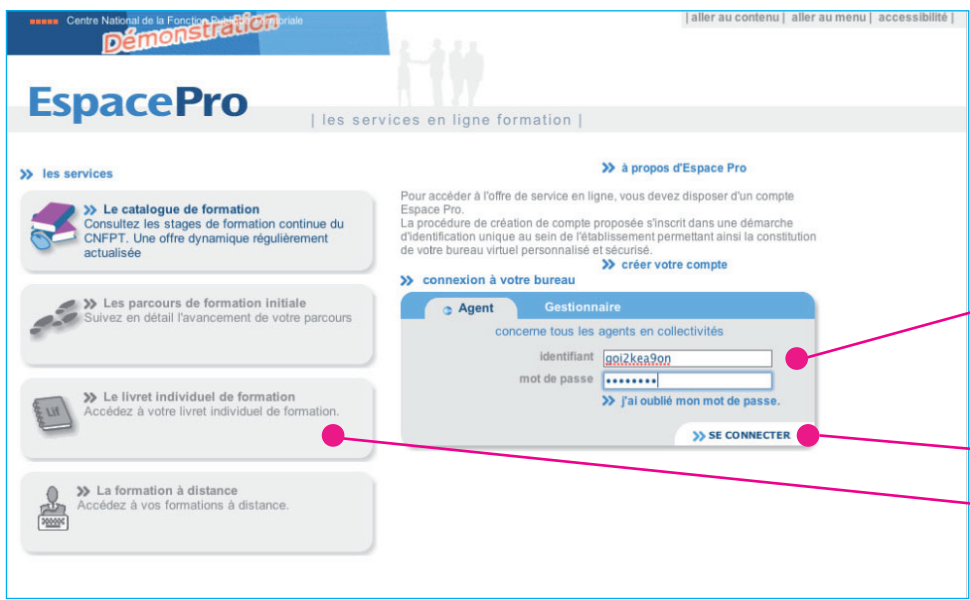 Centre National de la Fonction Publique Territoriale
Démonstration
| aller au contenu | aller au menu | accessibilité |
EspacePro
| les services en ligne formation |
les services
Le catalogue de formation
Consultez les stages de formation continue du
CNFPT. Une offre dynamique régulièrement
actualisée
Les parcours de formation initiale
Suivez en détail l'avancement de votre parcours
Lif
Le livret individuel de formation
Accédez à votre livret individuel de formation.
La formation à distance
Accédez à vos formations à distance.
à propos d'Espace Pro
Pour accéder à l'offre de service en ligne, vous devez disposer d'un compte
Espace Pro.
La procédure de création de compte proposée s'inscrit dans une démarche
d'identification unique au sein de l'établissement permettant ainsi la constitution
de votre bureau virtuel personnalisé et sécurisé.
créer votre compte
connexion à votre bureau
Agent Gestionnaire
concerne tous les agents en collectivités
identifiant goi2kea9on
mot de passe ••••••••
j'ai oublié mon mot de passe.
SE CONNECTER